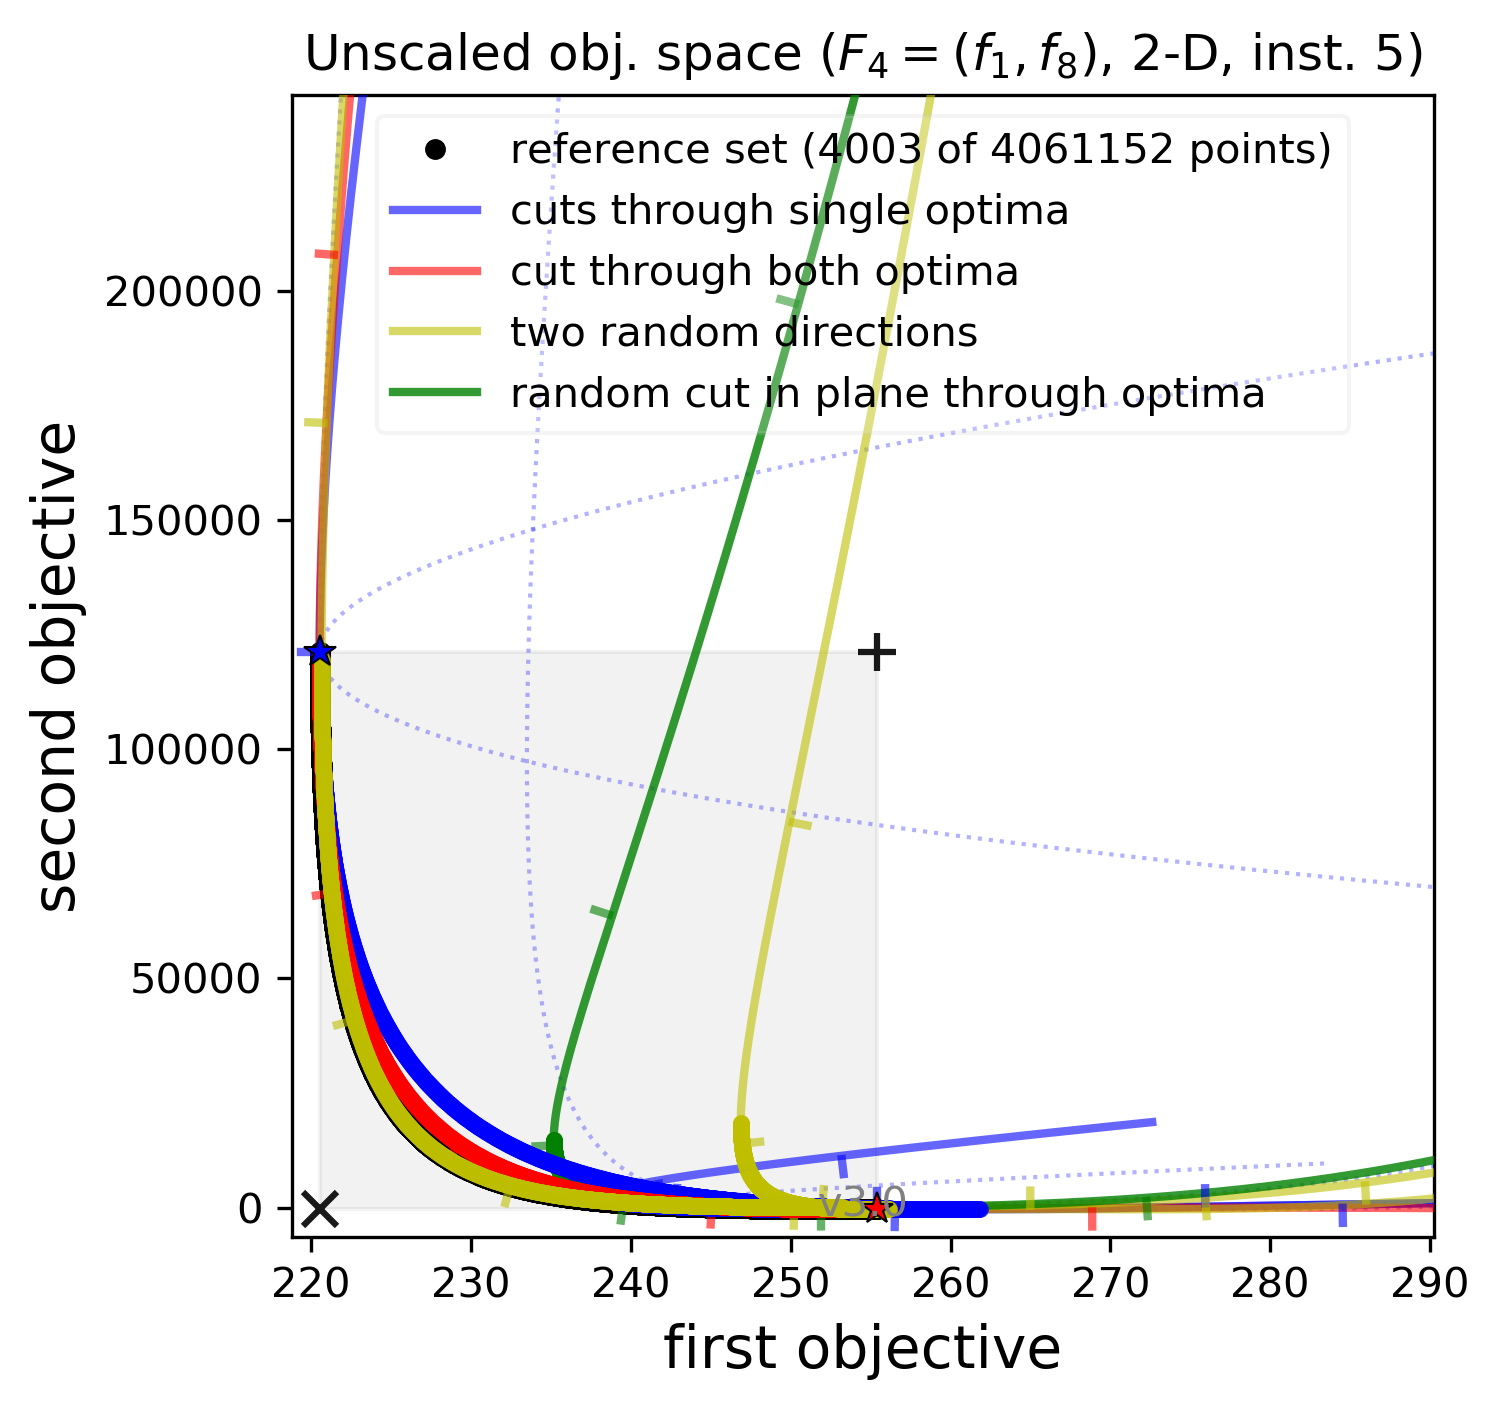 Unscaled obj. space (F₄ = (f₁, f₈), 2-D, inst. 5)
reference set (4003 of 4061152 points)
cuts through single optima
cut through both optima
two random directions
random cut in plane through optima
second objective
200000
150000
100000
50000
0
v3.0
220 230 240 250 260 270 280 290
first objective